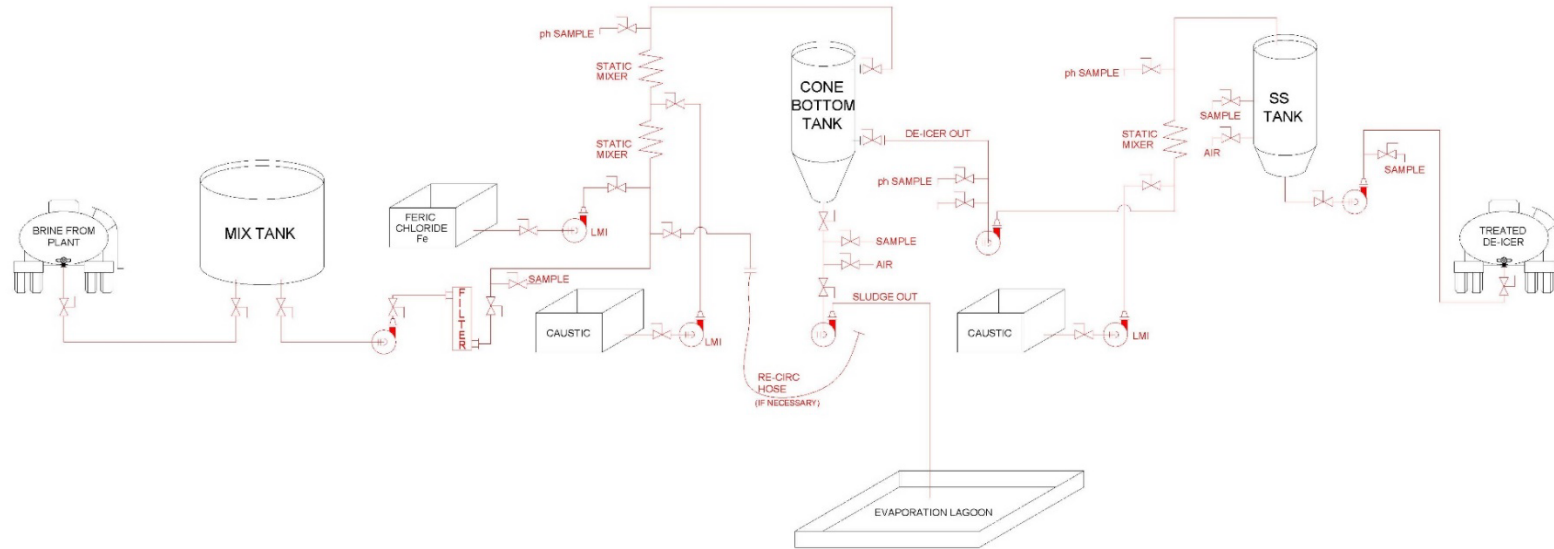 ph SAMPLE
STATIC
MIXER
STATIC
MIXER
CONE
BOTTOM
TANK
DE-ICER OUT
ph SAMPLE
ph SAMPLE
SAMPLE
AIR
SS
TANK
STATIC
MIXER
SAMPLE
BRINE FROM
PLANT
MIX TANK
FERIC
CHLORIDE
Fe
LMI
SAMPLE
FILTER
CAUSTIC
LMI
SAMPLE
AIR
SLUDGE OUT
RE-CIRC
HOSE
(IF NECESSARY)
CAUSTIC
LMI
TREATED
DE-ICER
EVAPORATION LAGOON